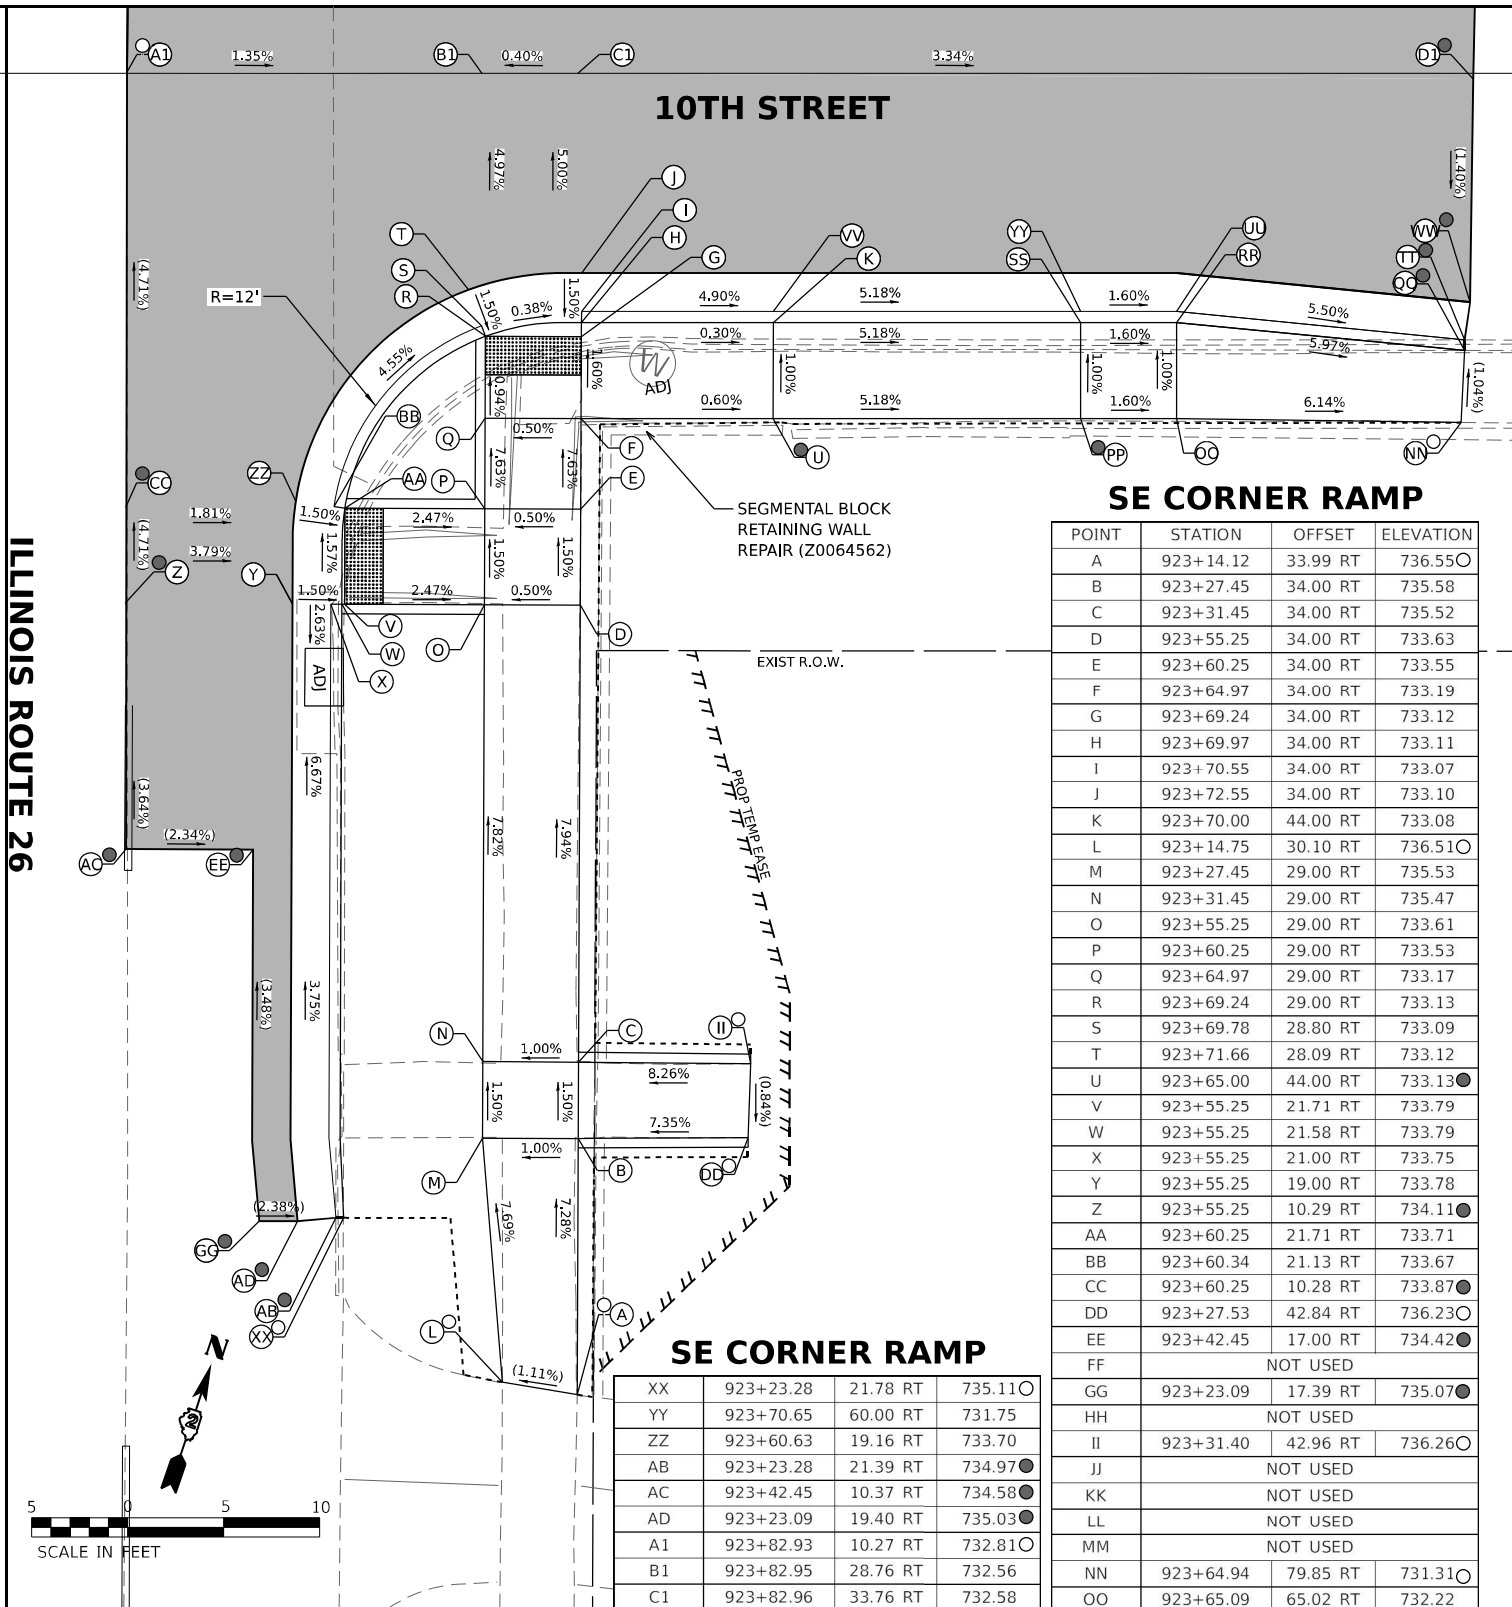 A1
1.35%
B1
0.40%
C1
3.34%
D1
10TH STREET
4.97%
5.00%
(1.40%)
J
I
H
G
T
S
R
VV
K
YY
SS
UU
RR
WW
TT
QQ
(4.71%)
R=12'
1.50%
0.38%
1.50%
4.90%
5.18%
1.60%
5.50%
4.55%
0.30%
5.18%
1.60%
5.97%
1.60%
TW
ADJ
1.00%
1.00%
1.00%
(1.04%)
0.94%
BB
0.60%
5.18%
1.60%
6.14%
Q
0.50%
F
U
PP
OO
NN
7.63%
7.63%
ZZ
CC
AA
P
E
SEGMENTAL BLOCK
RETAINING WALL
REPAIR (Z0064562)
1.81%
1.50%
2.47%
0.50%
(4.71%)
3.79%
1.57%
1.50%
1.50%
Z
Y
1.50%
2.47%
0.50%
2.63%
V
W
X
O
D
ADJ
EXIST R.O.W.
ILLINOIS ROUTE 26
6.67%
(3.64%)
(2.34%)
AC
EE
7.82%
7.94%
PROP TEMP EASE
(3.48%)
3.75%
N
C
II
1.00%
8.26%
1.50%
1.50%
(0.84%)
7.35%
1.00%
M
B
DD
(2.38%)
7.69%
7.28%
GG
AD
AB
XX
L
A
(1.11%)
N
26
5 0 5 10
SCALE IN FEET
SE CORNER RAMP
POINT STATION OFFSET ELEVATION
A 923+14.12 33.99 RT 736.55
B 923+27.45 34.00 RT 735.58
C 923+31.45 34.00 RT 735.52
D 923+55.25 34.00 RT 733.63
E 923+60.25 34.00 RT 733.55
F 923+64.97 34.00 RT 733.19
G 923+69.24 34.00 RT 733.12
H 923+69.97 34.00 RT 733.11
I 923+70.55 34.00 RT 733.07
J 923+72.55 34.00 RT 733.10
K 923+70.00 44.00 RT 733.08
L 923+14.75 30.10 RT 736.51
M 923+27.45 29.00 RT 735.53
N 923+31.45 29.00 RT 735.47
O 923+55.25 29.00 RT 733.61
P 923+60.25 29.00 RT 733.53
Q 923+64.97 29.00 RT 733.17
R 923+69.24 29.00 RT 733.13
S 923+69.78 28.80 RT 733.09
T 923+71.66 28.09 RT 733.12
U 923+65.00 44.00 RT 733.13
V 923+55.25 21.71 RT 733.79
W 923+55.25 21.58 RT 733.79
X 923+55.25 21.00 RT 733.75
Y 923+55.25 19.00 RT 733.78
Z 923+55.25 10.29 RT 734.11
AA 923+60.25 21.71 RT 733.71
BB 923+60.34 21.13 RT 733.67
CC 923+60.25 10.28 RT 733.87
DD 923+27.53 42.84 RT 736.23
EE 923+42.45 17.00 RT 734.42
FF NOT USED
GG 923+23.09 17.39 RT 735.07
HH NOT USED
II 923+31.40 42.96 RT 736.26
JJ NOT USED
KK NOT USED
LL NOT USED
MM NOT USED
NN 923+64.94 79.85 RT 731.31
OO 923+65.09 65.02 RT 732.22
SE CORNER RAMP
XX 923+23.28 21.78 RT 735.11
YY 923+70.65 60.00 RT 731.75
ZZ 923+60.63 19.16 RT 733.70
AB 923+23.28 21.39 RT 734.97
AC 923+42.45 10.37 RT 734.58
AD 923+23.09 19.40 RT 735.03
A1 923+82.93 10.27 RT 732.81
B1 923+82.95 28.76 RT 732.56
C1 923+82.96 33.76 RT 732.58